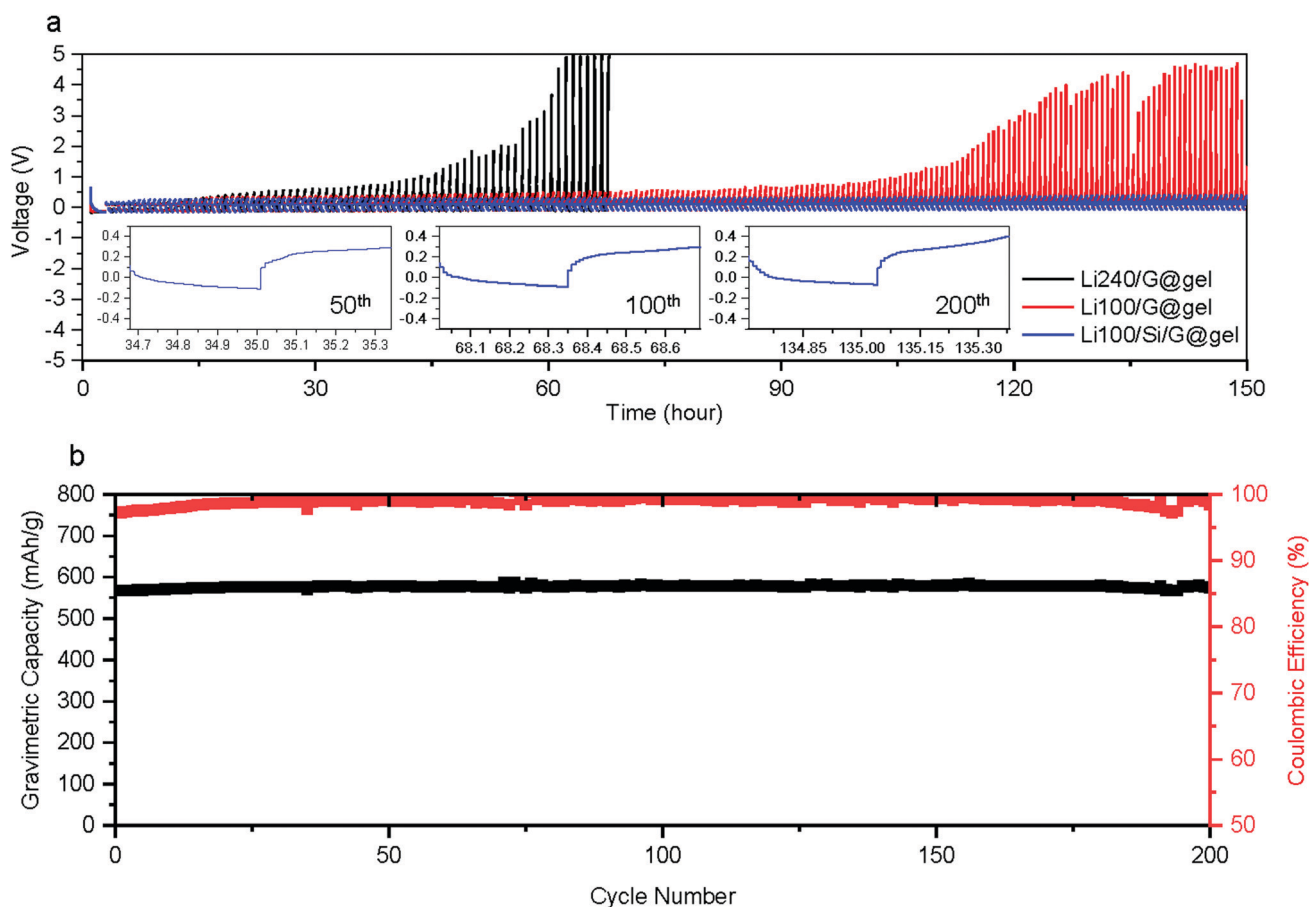 a
5
4
3
2
1
0
-1
-2
-3
-4
-5
Voltage (V)
0.4
0.2
0.0
-0.2
-0.4
50th
34.7 34.8 34.9 35.0 35.1 35.2 35.3
0.4
0.2
0.0
-0.2
-0.4
100th
68.1 68.2 68.3 68.4 68.5 68.6
0.4
0.2
0.0
-0.2
-0.4
200th
134.85 135.00 135.15 135.30
Li240/G@gel
Li100/G@gel
Li100/Si/G@gel
0 30 60 90 120 150
Time (hour)
b
800
700
600
500
400
300
200
100
0
Gravimetric Capacity (mAh/g)
100
90
80
70
60
50
Coulombic Efficiency (%)
0 50 100 150 200
Cycle Number